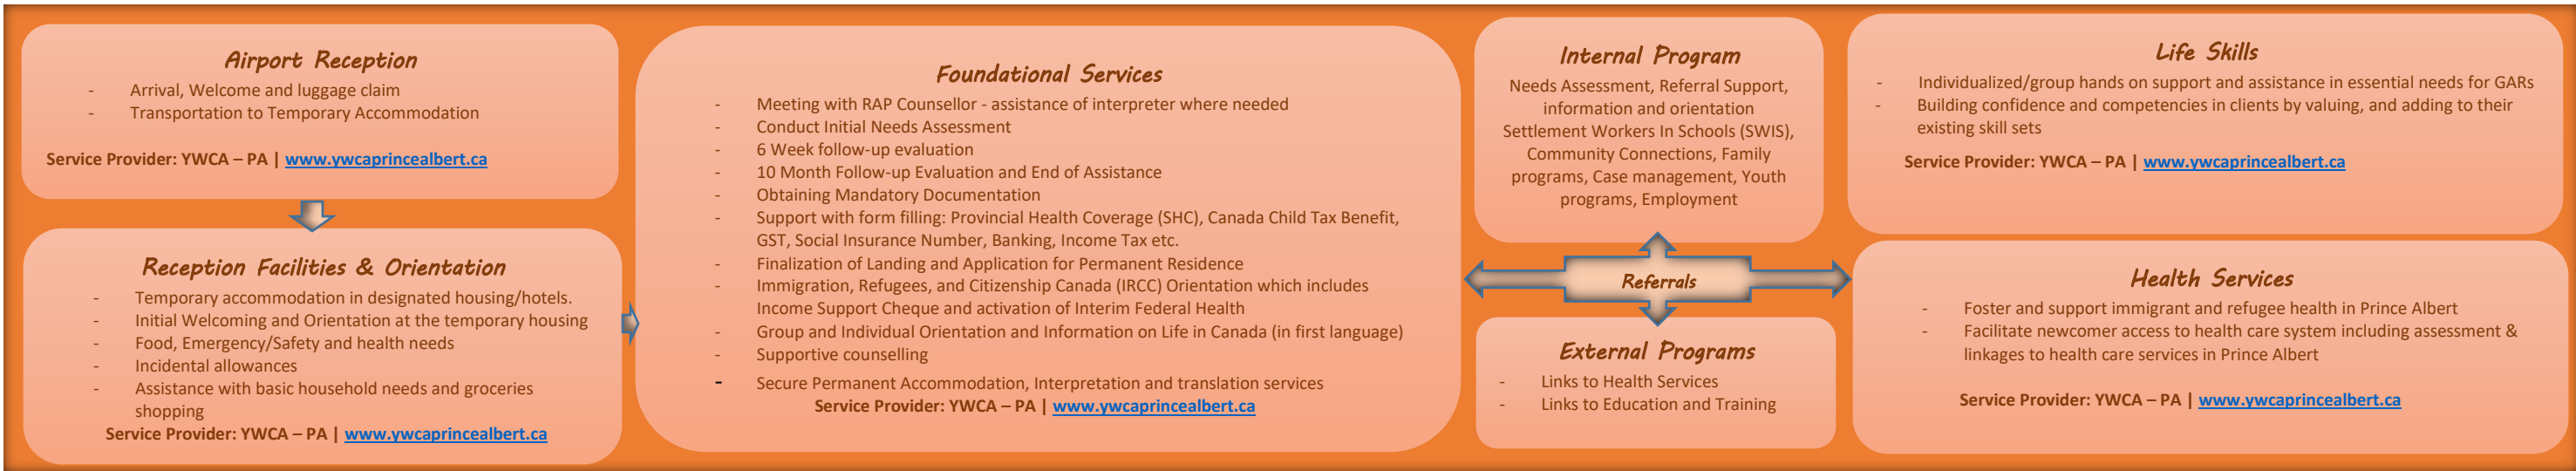 Airport Reception
- Arrival, Welcome and luggage claim
- Transportation to Temporary Accommodation
Service Provider: YWCA – PA | www.ywcaprincealbert.ca
Reception Facilities & Orientation
- Temporary accommodation in designated housing/hotels.
- Initial Welcoming and Orientation at the temporary housing
- Food, Emergency/Safety and health needs
- Incidental allowances
- Assistance with basic household needs and groceries
shopping
Service Provider: YWCA – PA | www.ywcaprincealbert.ca
Foundational Services
- Meeting with RAP Counsellor - assistance of interpreter where needed
- Conduct Initial Needs Assessment
- 6 Week follow-up evaluation
- 10 Month Follow-up Evaluation and End of Assistance
- Obtaining Mandatory Documentation
- Support with form filling: Provincial Health Coverage (SHC), Canada Child Tax Benefit,
GST, Social Insurance Number, Banking, Income Tax etc.
- Finalization of Landing and Application for Permanent Residence
- Immigration, Refugees, and Citizenship Canada (IRCC) Orientation which includes
Income Support Cheque and activation of Interim Federal Health
- Group and Individual Orientation and Information on Life in Canada (in first language)
- Supportive counselling
- Secure Permanent Accommodation, Interpretation and translation services
Service Provider: YWCA – PA | www.ywcaprincealbert.ca
Internal Program
Needs Assessment, Referral Support,
information and orientation
Settlement Workers In Schools (SWIS),
Community Connections, Family
programs, Case management, Youth
programs, Employment
Referrals
External Programs
- Links to Health Services
- Links to Education and Training
Life Skills
- Individualized/group hands on support and assistance in essential needs for GARs
- Building confidence and competencies in clients by valuing, and adding to their
existing skill sets
Service Provider: YWCA – PA | www.ywcaprincealbert.ca
Health Services
- Foster and support immigrant and refugee health in Prince Albert
- Facilitate newcomer access to health care system including assessment &
linkages to health care services in Prince Albert
Service Provider: YWCA – PA | www.ywcaprincealbert.ca